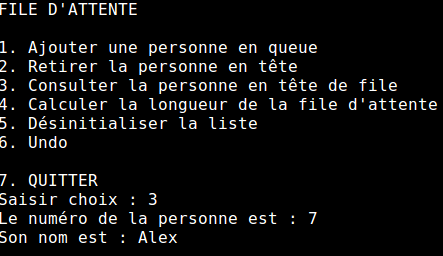 FILE D'ATTENTE
1. Ajouter une personne en queue
2. Retirer la personne en tête
3. Consulter la personne en tête de file
4. Calculer la longueur de la file d'attente
5. Désinitialiser la liste
6. Undo
7. QUITTER
Saisir choix : 3
Le numéro de la personne est : 7
Son nom est : Alex